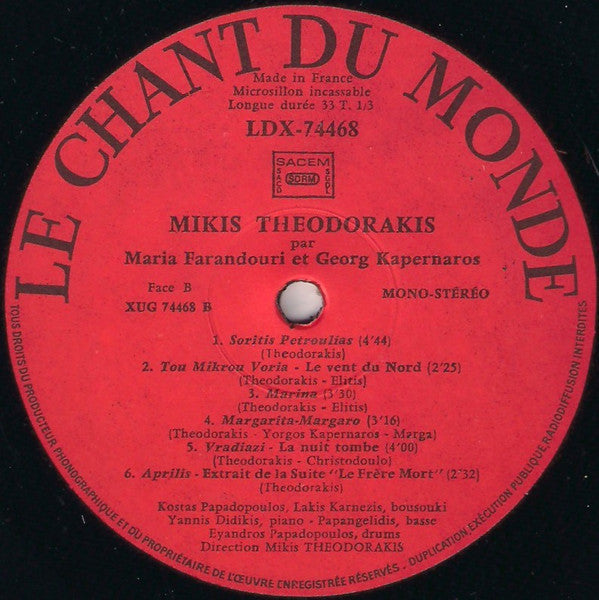 LE CHANT DU MONDE
Made in France
Microsillon incassable
Longue durée 33 T. 1/3
LDX-74468
SACEM
SACD SDRM SGDL
MIKIS THEODORAKIS
par
Maria Farandouri et Georg Kapernaros
Face B
XUG 74468 B
MONO-STÉRÉO
1. Soritis Petroulias (4'44)
(Theodorakis)
2. Tou Mikrou Voria - Le vent du Nord (2'25)
(Theodorakis - Elitis)
3. Marina (3'30)
(Theodorakis - Elitis)
4. Margarita-Margaro (3'16)
(Theodorakis - Yorgos Kapernaros - Marga)
5. Vradiazi - La nuit tombe (4'00)
(Theodorakis - Christodoulo)
6. Aprilis - Extrait de la Suite "Le Frère Mort" (2'32)
(Theodorakis)
Kostas Papadopoulos, Lakis Karnezis, bousouki
Yannis Didikis, piano - Papangelidis, basse
Eyandros Papadopoulos, drums
Direction Mikis THEODORAKIS
TOUS DROITS DU PRODUCTEUR PHONOGRAPHIQUE ET DU PROPRIÉTAIRE DE L'ŒUVRE ENREGISTRÉE RÉSERVÉS - DUPLICATION EXÉCUTION PUBLIQUE, RADIODIFFUSION INTERDITES